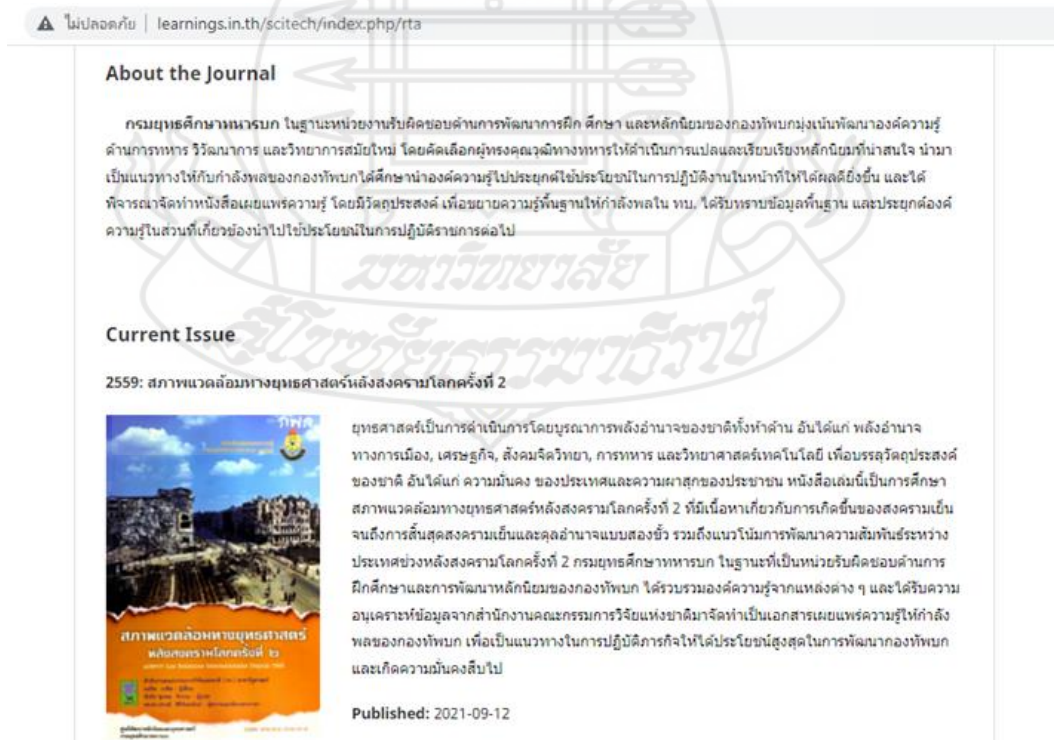 ไม่ปลอดภัย | learnings.in.th/scitech/index.php/rta
About the Journal
กรมยุทธศึกษาทหารบก ในฐานะหน่วยงานรับผิดชอบด้านการพัฒนาการฝึก ศึกษา และหลักนิยมของกองทัพบกมุ่งเน้นพัฒนาองค์ความรู้
ด้านการทหาร วิวัฒนาการ และวิทยาการสมัยใหม่ โดยคัดเลือกผู้ทรงคุณวุฒิทางทหารให้ดำเนินการแปลและเรียบเรียงหลักนิยมที่น่าสนใจ นำมา
เป็นแนวทางให้กับกำลังพลของกองทัพบกได้ศึกษานำองค์ความรู้ไปประยุกต์ใช้ประโยชน์ในการปฏิบัติงานในหน้าที่ให้ได้ผลดียิ่งขึ้น และได้
พิจารณาจัดทำหนังสือเผยแพร่ความรู้ โดยมีวัตถุประสงค์ เพื่อขยายความรู้พื้นฐานให้กำลังพลใน ทบ. ได้รับทราบข้อมูลพื้นฐาน และประยุกต์องค์
ความรู้ในส่วนที่เกี่ยวข้องนำไปใช้ประโยชน์ในการปฏิบัติราชการต่อไป
มหาวิทยาลัย
สุโขทัยธรรมาธิราช
Current Issue
2559: สภาพแวดล้อมทางยุทธศาสตร์หลังสงครามโลกครั้งที่ 2
ยุทธศาสตร์เป็นการดำเนินการโดยบูรณาการพลังอำนาจของชาติทั้งห้าด้าน อันได้แก่ พลังอำนาจ
ทางการเมือง, เศรษฐกิจ, สังคมจิตวิทยา, การทหาร และวิทยาศาสตร์เทคโนโลยี เพื่อบรรลุวัตถุประสงค์
ของชาติ อันได้แก่ ความมั่นคง ของประเทศและความผาสุกของประชาชน หนังสือเล่มนี้เป็นการศึกษา
สภาพแวดล้อมทางยุทธศาสตร์หลังสงครามโลกครั้งที่ 2 ที่มีเนื้อหาเกี่ยวกับการเกิดขึ้นของสงครามเย็น
จนถึงการสิ้นสุดสงครามเย็นและดุลอำนาจแบบสองขั้ว รวมถึงแนวโน้มการพัฒนาความสัมพันธ์ระหว่าง
ประเทศช่วงหลังสงครามโลกครั้งที่ 2 กรมยุทธศึกษาทหารบก ในฐานะที่เป็นหน่วยรับผิดชอบด้านการ
ฝึกศึกษาและการพัฒนาหลักนิยมของกองทัพบก ได้รวบรวมองค์ความรู้จากแหล่งต่าง ๆ และได้รับความ
อนุเคราะห์ข้อมูลจากสำนักงานคณะกรรมการวิจัยแห่งชาติมาจัดทำเป็นเอกสารเผยแพร่ความรู้ให้กำลัง
พลของกองทัพบก เพื่อเป็นแนวทางในการปฏิบัติภารกิจให้ได้ประโยชน์สูงสุดในการพัฒนากองทัพบก
และเกิดความมั่นคงสืบไป
Published: 2021-09-12
สภาพแวดล้อมทางยุทธศาสตร์
หลังสงครามโลกครั้งที่ ๒